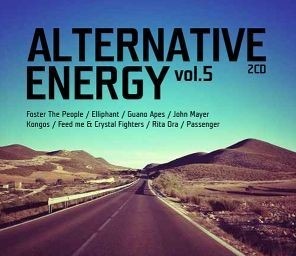 ALTERNATIVE
ENERGY vol.5 2CD
Foster The People / Elliphant / Guano Apes / John Mayer
Kongos / Feed me & Crystal Fighters / Rita Ora / Passenger